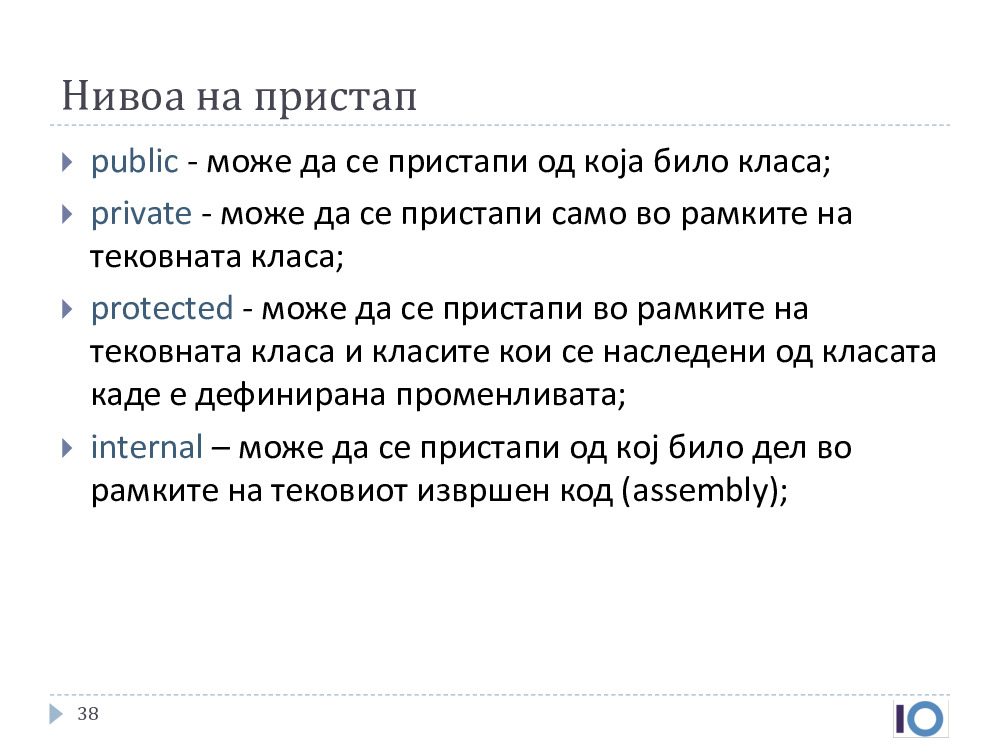 Нивоа на пристап
public - може да се пристапи од која било класа;
private - може да се пристапи само во рамките на
тековната класа;
protected - може да се пристапи во рамките на
тековната класа и класите кои се наследени од класата
каде е дефинирана променливата;
internal – може да се пристапи од кој било дел во
рамките на тековиот извршен код (assembly);
38